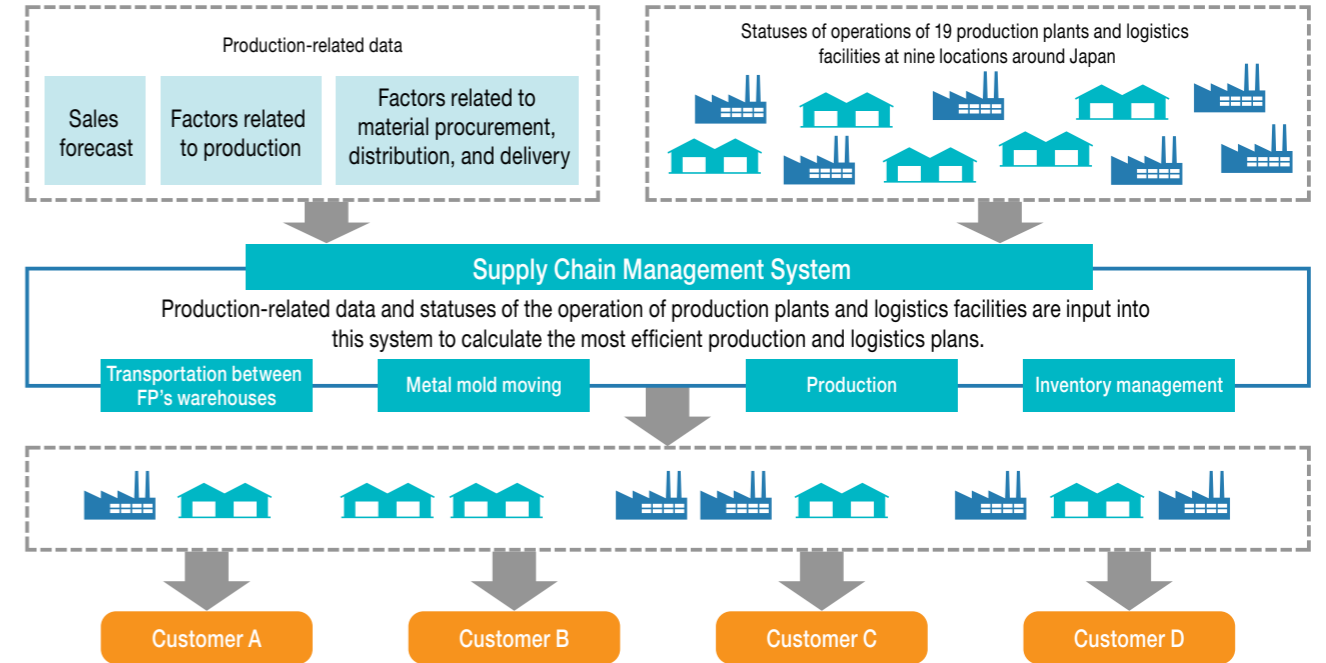 Production-related data
Sales
forecast
Factors related
to production
Factors related to
material procurement,
distribution, and delivery
Statuses of operations of 19 production plants and logistics
facilities at nine locations around Japan
Supply Chain Management System
Production-related data and statuses of the operation of production plants and logistics facilities are input into
this system to calculate the most efficient production and logistics plans.
Transportation between
FP's warehouses
Metal mold moving
Production
Inventory management
Customer A
Customer B
Customer C
Customer D